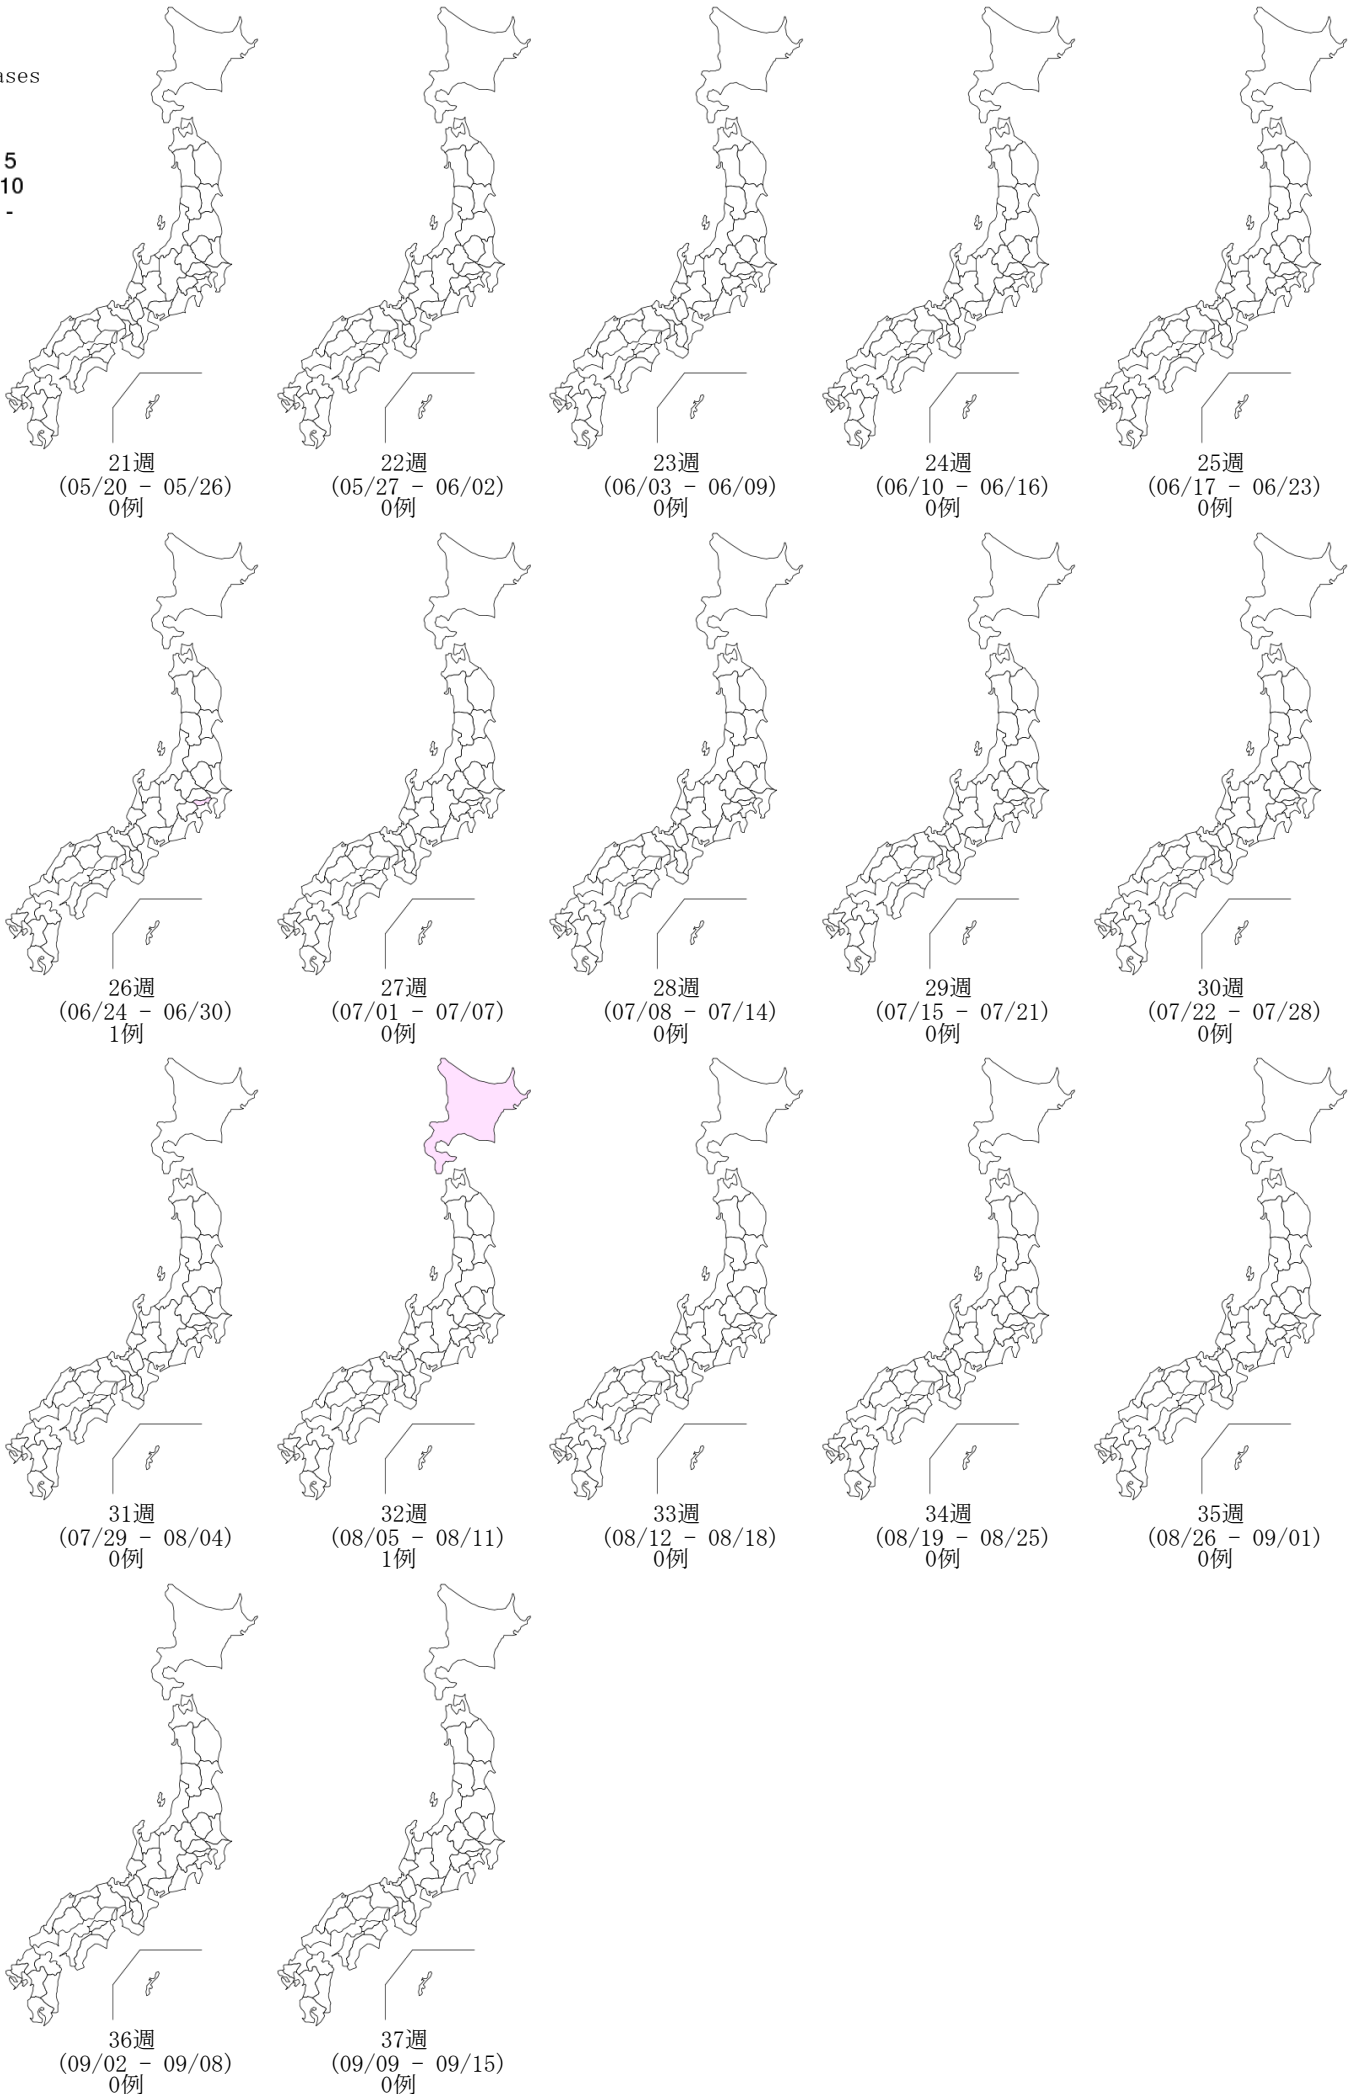 ases
5
10
-
21週
(05/20 - 05/26)
0例
22週
(05/27 - 06/02)
0例
23週
(06/03 - 06/09)
0例
24週
(06/10 - 06/16)
0例
25週
(06/17 - 06/23)
0例
26週
(06/24 - 06/30)
1例
27週
(07/01 - 07/07)
0例
28週
(07/08 - 07/14)
0例
29週
(07/15 - 07/21)
0例
30週
(07/22 - 07/28)
0例
31週
(07/29 - 08/04)
0例
32週
(08/05 - 08/11)
1例
33週
(08/12 - 08/18)
0例
34週
(08/19 - 08/25)
0例
35週
(08/26 - 09/01)
0例
36週
(09/02 - 09/08)
0例
37週
(09/09 - 09/15)
0例